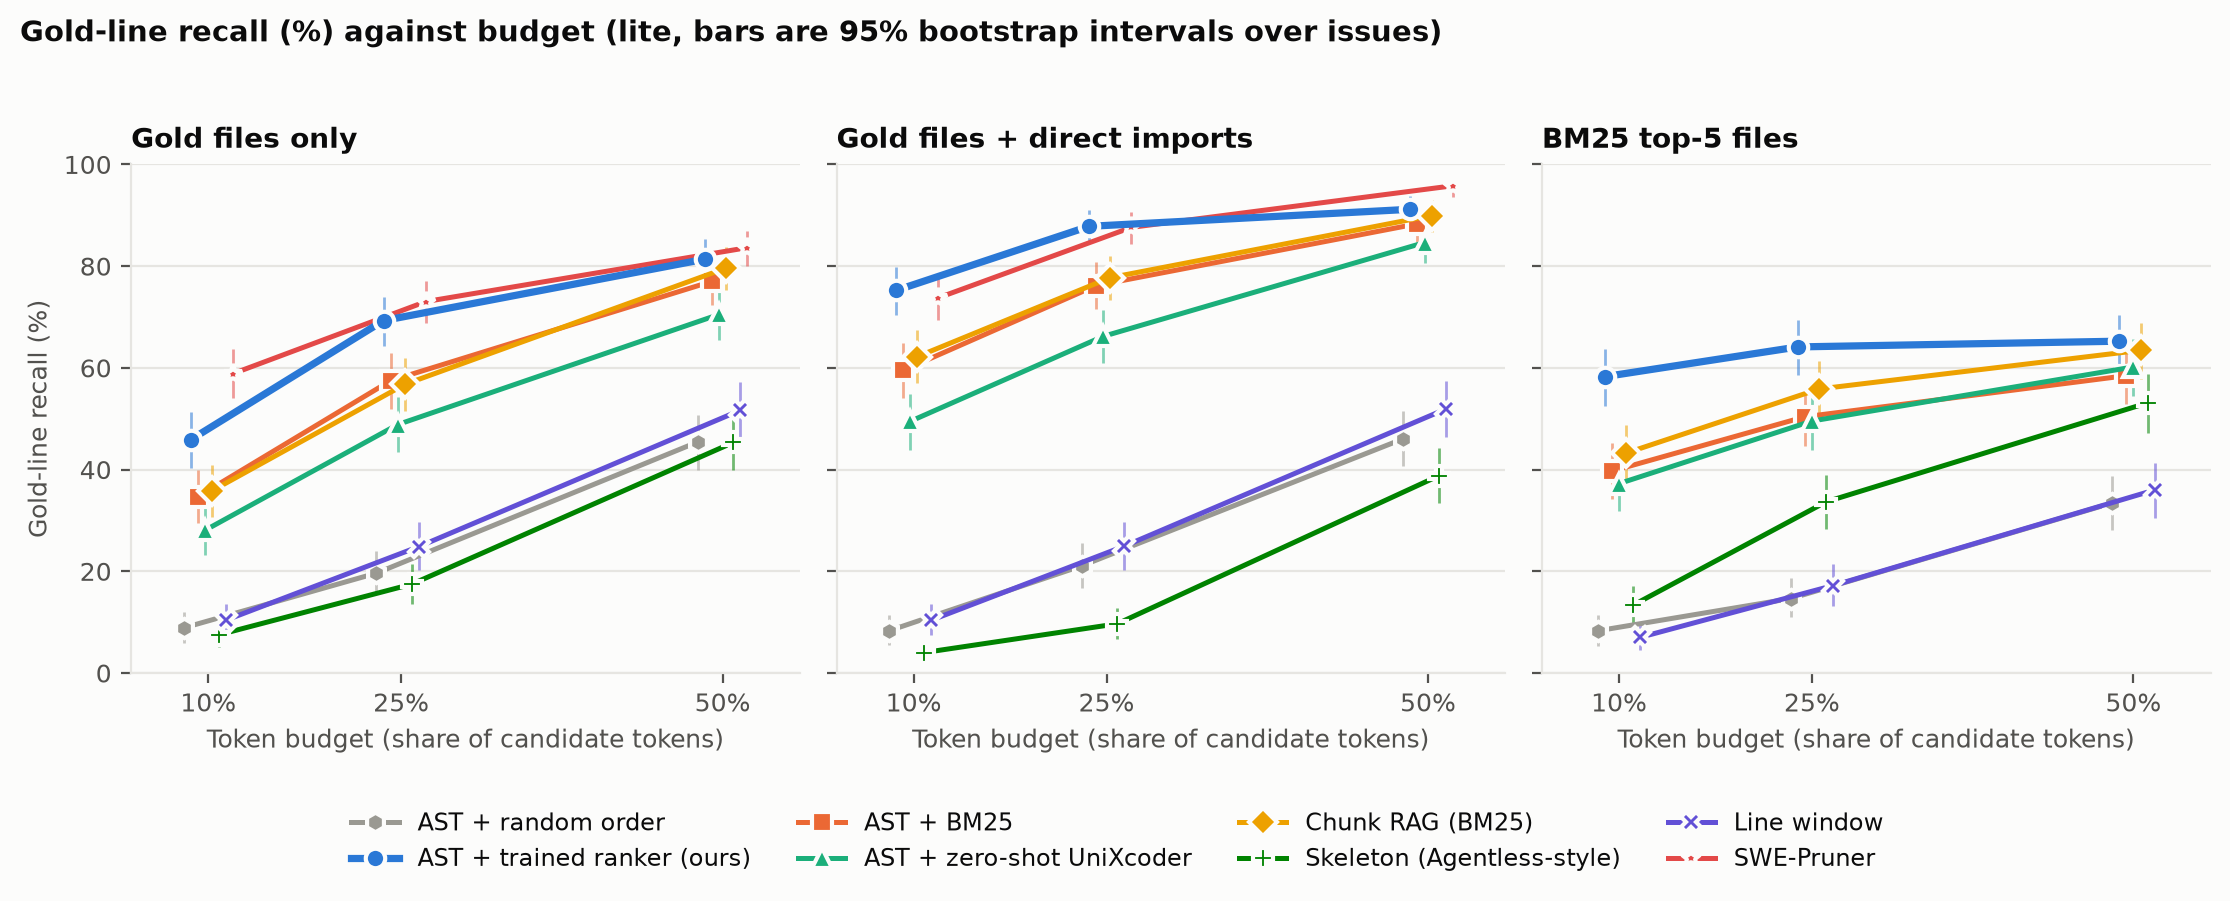 Gold-line recall (%) against budget (lite, bars are 95% bootstrap intervals over issues)
Gold files only
Gold files + direct imports
BM25 top-5 files
Gold-line recall (%)
100
80
60
40
20
0
10% 25% 50%
10% 25% 50%
10% 25% 50%
Token budget (share of candidate tokens)
Token budget (share of candidate tokens)
Token budget (share of candidate tokens)
AST + random order
AST + trained ranker (ours)
AST + BM25
AST + zero-shot UniXcoder
Chunk RAG (BM25)
Skeleton (Agentless-style)
Line window
SWE-Pruner